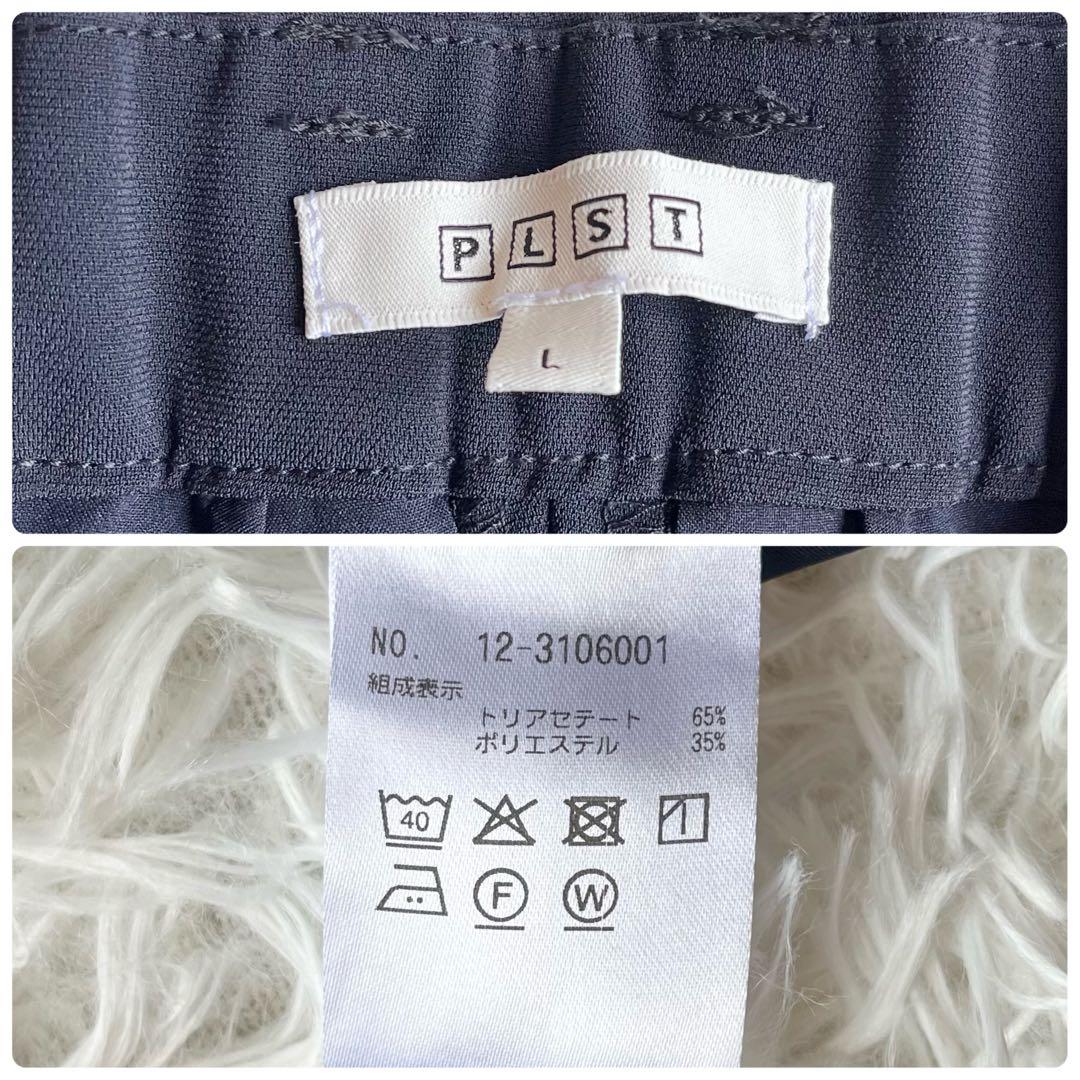 PLST
L
NO. 12-3106001
組成表示
トリアセテート 65%
ポリエステル 35%
40
F W